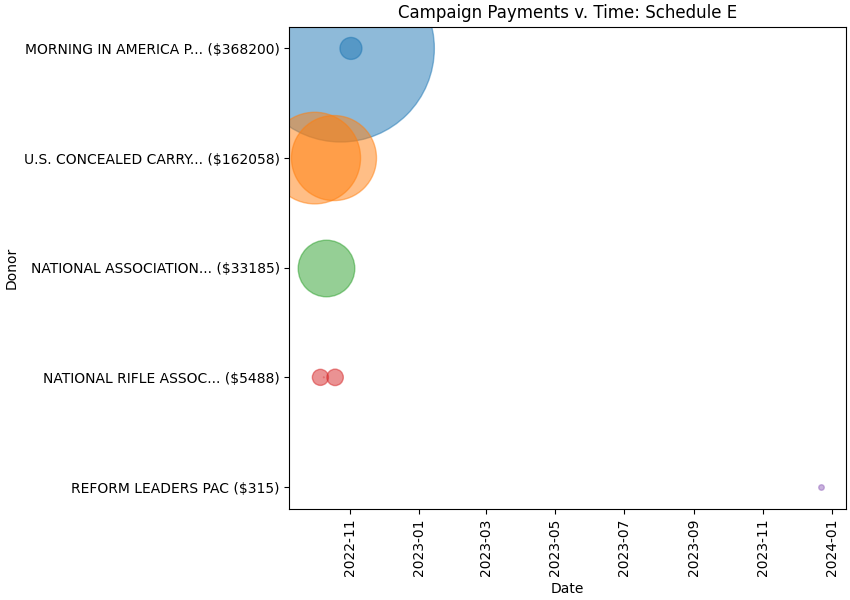 Campaign Payments v. Time: Schedule E
MORNING IN AMERICA P... ($368200)
U.S. CONCEALED CARRY... ($162058)
NATIONAL ASSOCIATION... ($33185)
NATIONAL RIFLE ASSOC... ($5488)
REFORM LEADERS PAC ($315)
Donor
2022-11
2023-01
2023-03
2023-05
2023-07
2023-09
2023-11
2024-01
Date